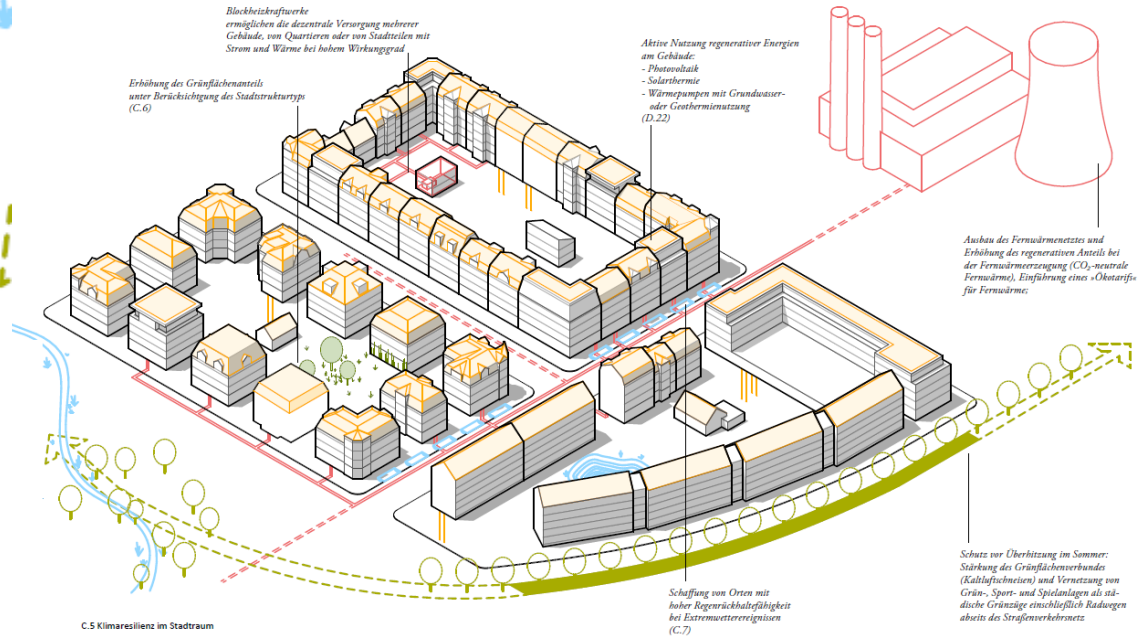 Blockheizkraftwerke
ermöglichen die dezentrale Versorgung mehrerer
Gebäude, von Quartieren oder von Stadtteilen mit
Strom und Wärme bei hohem Wirkungsgrad
Erhöhung des Grünflächenanteils
unter Berücksichtigung des Stadtstrukturtyps
(C.6)
Aktive Nutzung regenerativer Energien
am Gebäude:
- Photovoltaik
- Solarthermie
- Wärmepumpen mit Grundwasser-
oder Geothermienutzung
(D.22)
Ausbau des Fernwärmenetztes und
Erhöhung des regenerativen Anteils bei
der Fernwärmeerzeugung (CO₂-neutrale
Fernwärme), Einführung eines »Ökotarifs«
für Fernwärme;
Schutz vor Überhitzung im Sommer:
Stärkung des Grünflächenverbundes
(Kaltluftschneisen) und Vernetzung von
Grün-, Sport- und Spielanlagen als stä-
dische Grünzüge einschließlich Radwegen
abseits des Straßenverkehrsnetz
Schaffung von Orten mit
hoher Regenrückhaltefähigkeit
bei Extremwetterereignissen
(C.7)
C.5 Klimaresilienz im Stadtraum